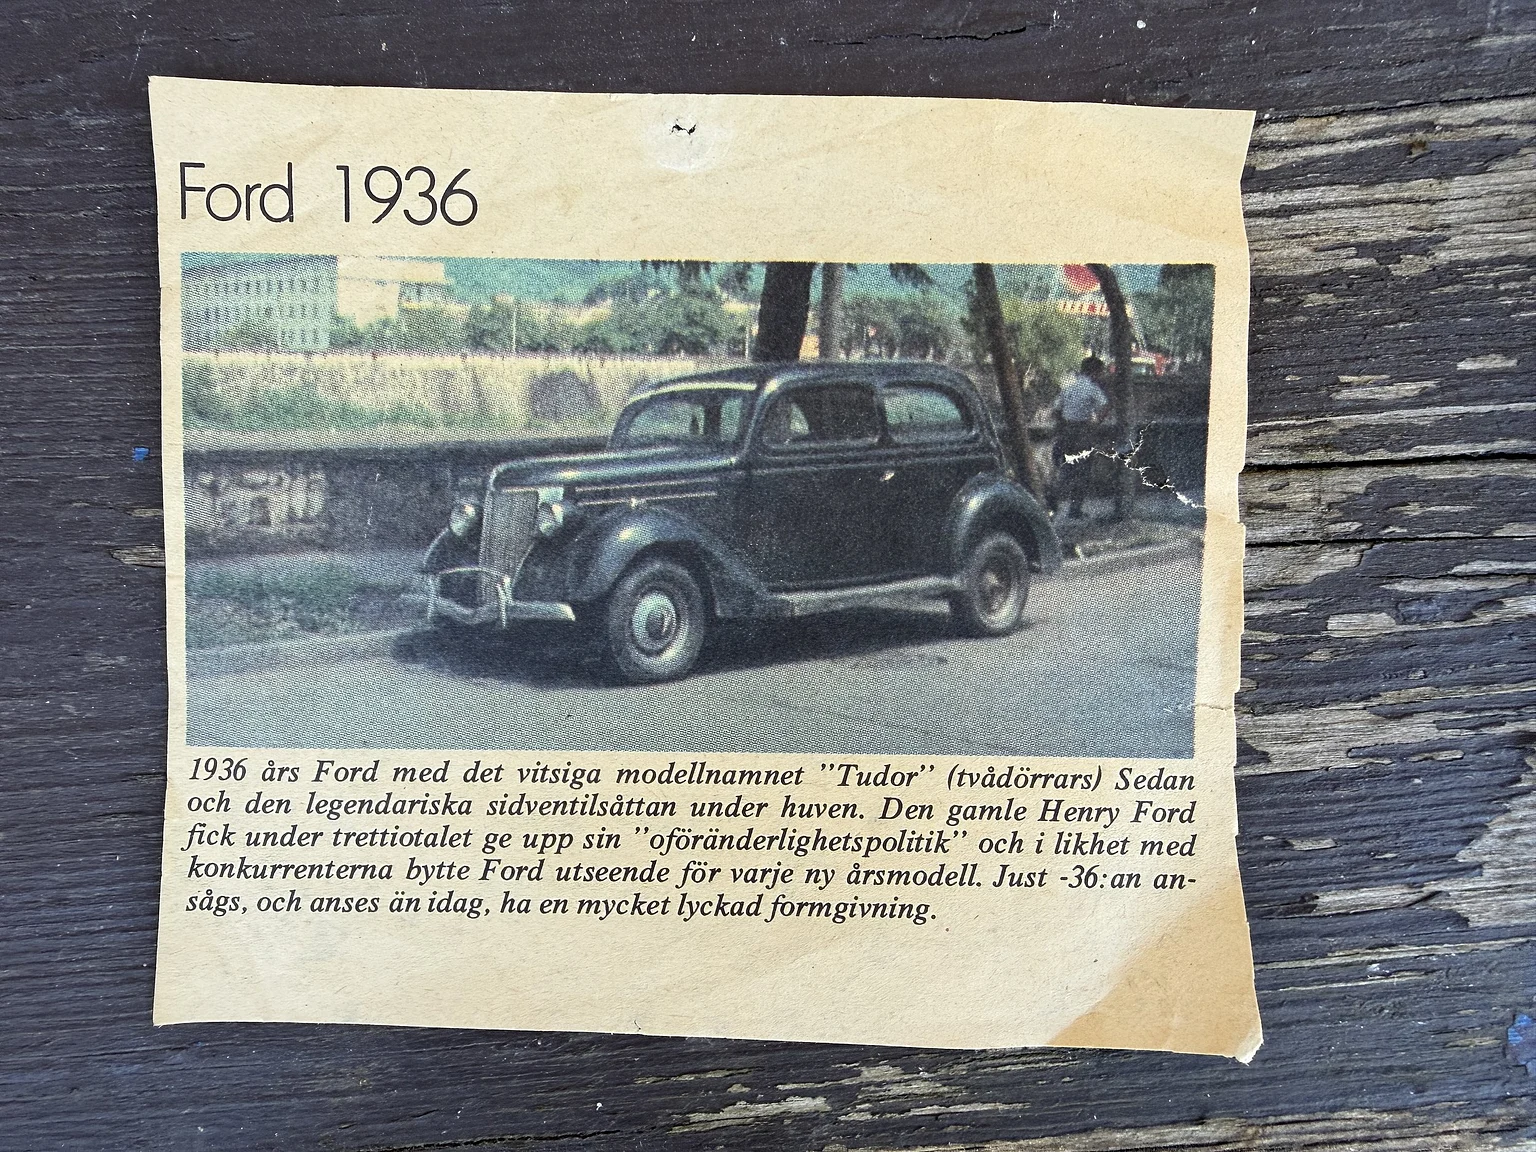 Ford 1936
1936 års Ford med det vitsiga modellnamnet ”Tudor” (tvådörrars) Sedan
och den legendariska sidventilsåttan under huven. Den gamle Henry Ford
fick under trettiotalet ge upp sin ”oföränderlighetspolitik” och i likhet med
konkurrenterna bytte Ford utseende för varje ny årsmodell. Just -36:an an-
sågs, och anses än idag, ha en mycket lyckad formgivning.